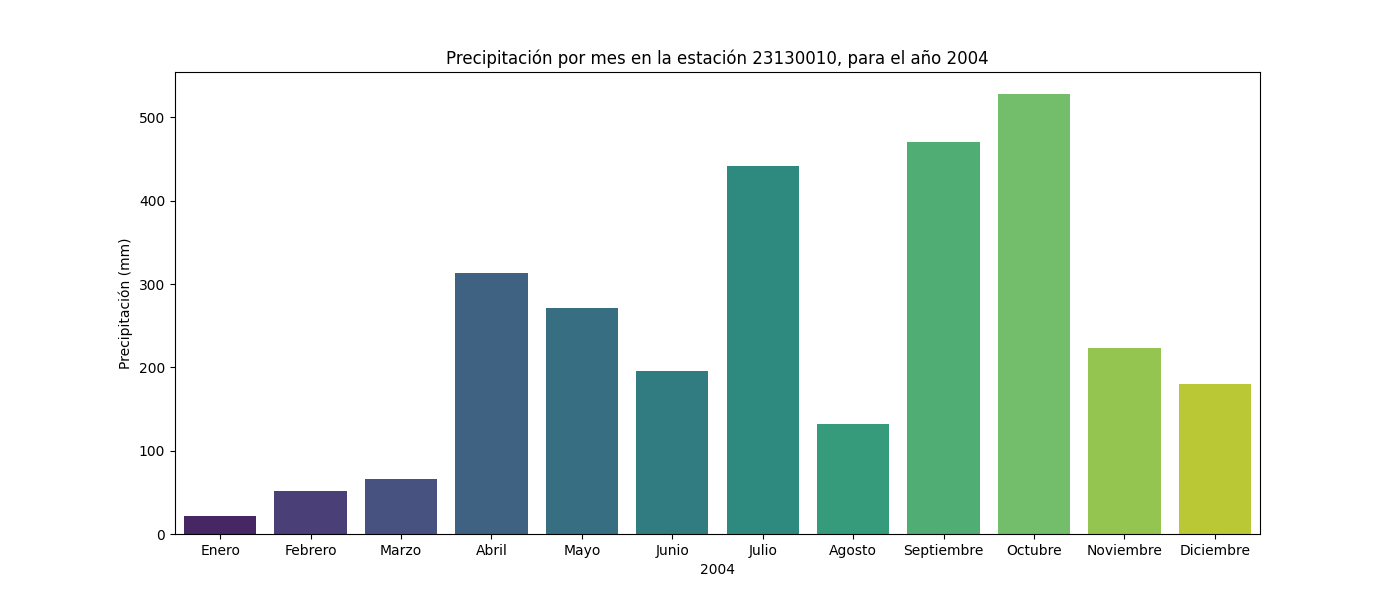 Precipitación por mes en la estación 23130010, para el año 2004
Precipitación (mm)
500
400
300
200
100
0
Enero Febrero Marzo Abril Mayo Junio Julio Agosto Septiembre Octubre Noviembre Diciembre
2004